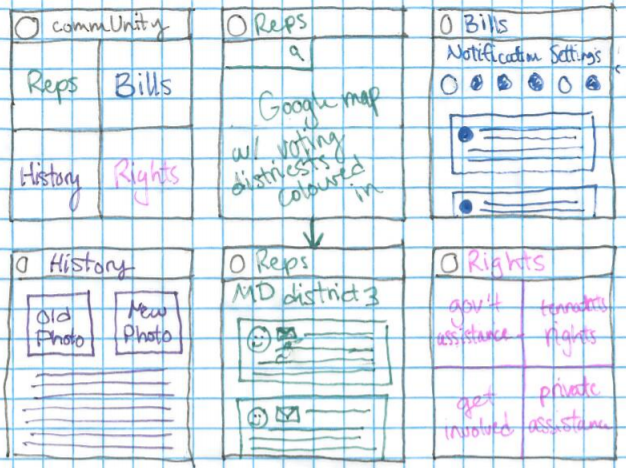 commUnity
Reps Bills
History Rights
Reps
Google map
w/ voting
districsts
coloured
in
Bills
Notification Settings
History
Old
Photo
New
Photo
Reps
MD district 3
Rights
gov't
assistance
tennants
rights
get
involved
private
assistance